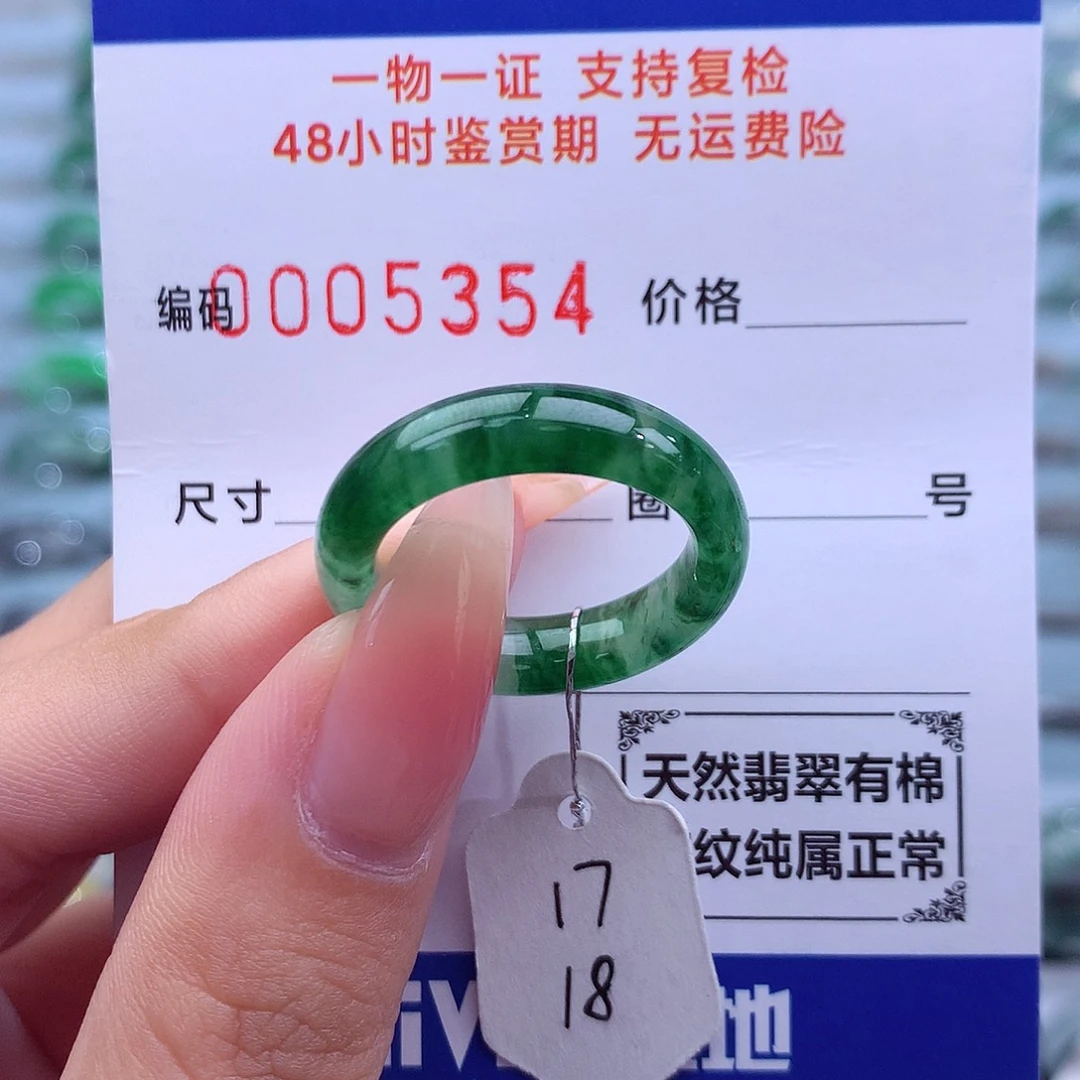 一物一证 支持复检
48小时鉴赏期 无运费险
编码0005354 价格
尺寸 圈 号
天然翡翠有棉
纹纯属正常
17
18
地